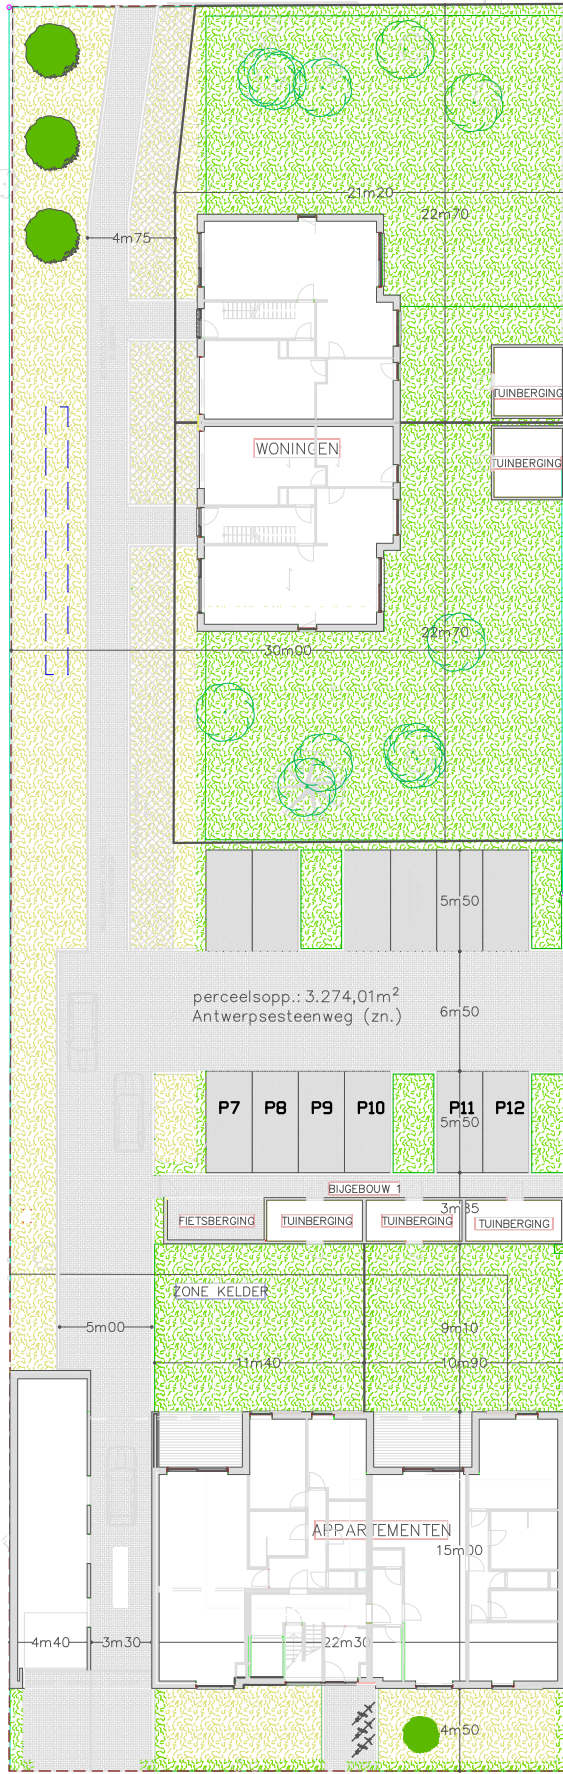 21m20
22m70
4m75
TUINBERGING
WONINGEN
TUINBERGING
22m70
30m00
5m50
perceelsopp.: 3.274,01m²
Antwerpsesteenweg (zn.)
6m50
P7 P8 P9 P10 P11 P12
5m50
BIJGEBOUW 1
3m85
FIETSBERGING TUINBERGING TUINBERGING TUINBERGING
ZONE KELDER
5m00
9m10
11m40
10m90
APPARTEMENTEN
15m00
4m40
3m30
22m30
4m50